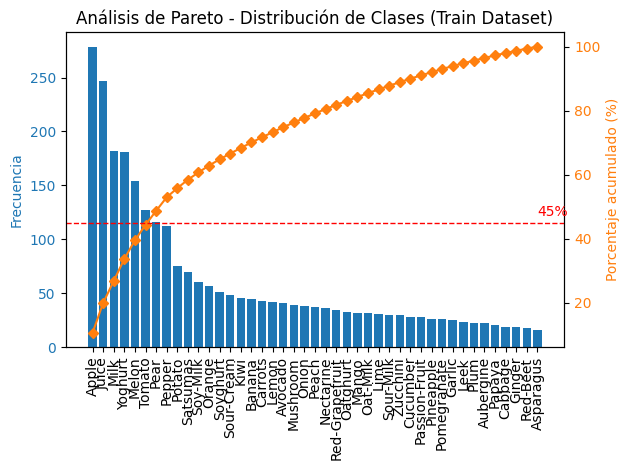 Análisis de Pareto - Distribución de Clases (Train Dataset)
Frecuencia
250
200
150
100
50
0
Porcentaje acumulado (%)
100
80
60
40
20
45%
Apple
Juice
Milk
Yoghurt
Melon
Tomato
Pear
Pepper
Potato
Satsumas
Soy-Milk
Orange
Soyghurt
Sour-Cream
Kiwi
Banana
Carrots
Lemon
Avocado
Mushroom
Onion
Peach
Nectarine
Red-Grapefruit
Oatghurt
Mango
Oat-Milk
Lime
Sour-Milk
Zucchini
Cucumber
Passion-Fruit
Pineapple
Pomegranate
Garlic
Leek
Plum
Aubergine
Papaya
Cabbage
Ginger
Red-Beet
Asparagus